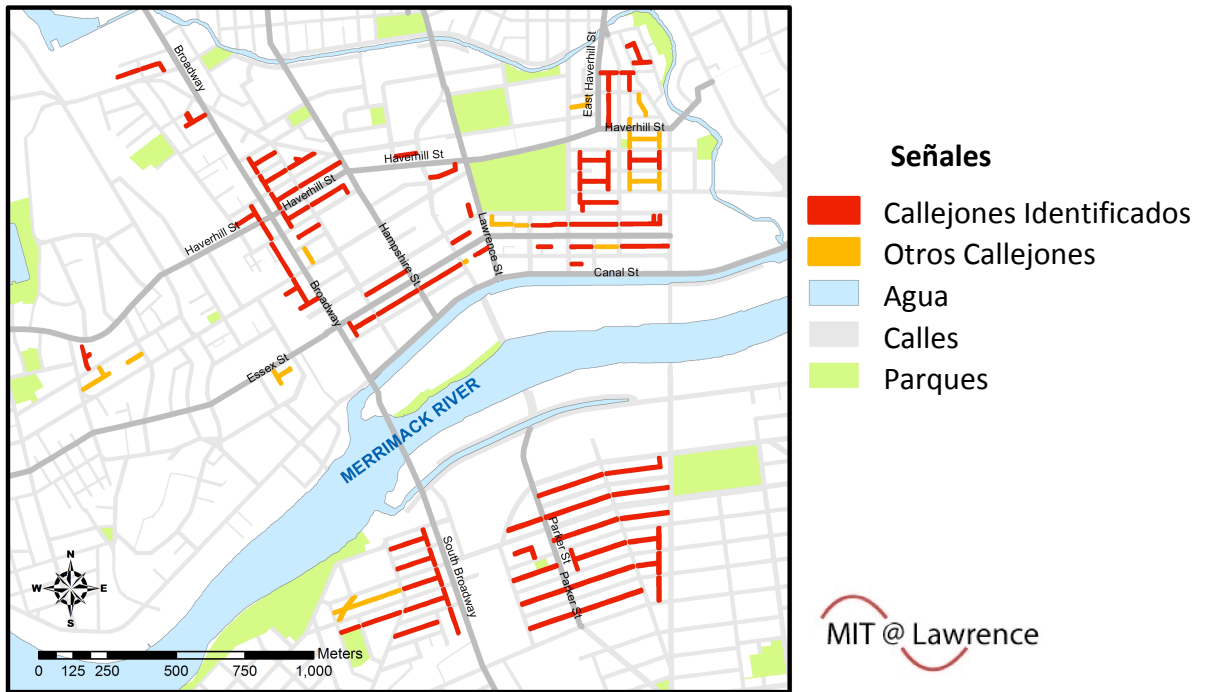 Broadway
East Haverhill St
Haverhill St
Haverhill St
Haverhill St
Haverhill St
Lawrence St
Hampshire St
Canal St
Broadway
Essex St
MERRIMACK RIVER
Parker St
Parker St
South Broadway
N
W E
S
Meters
0 125 250 500 750 1,000
Señales
Callejones Identificados
Otros Callejones
Agua
Calles
Parques
MIT @ Lawrence